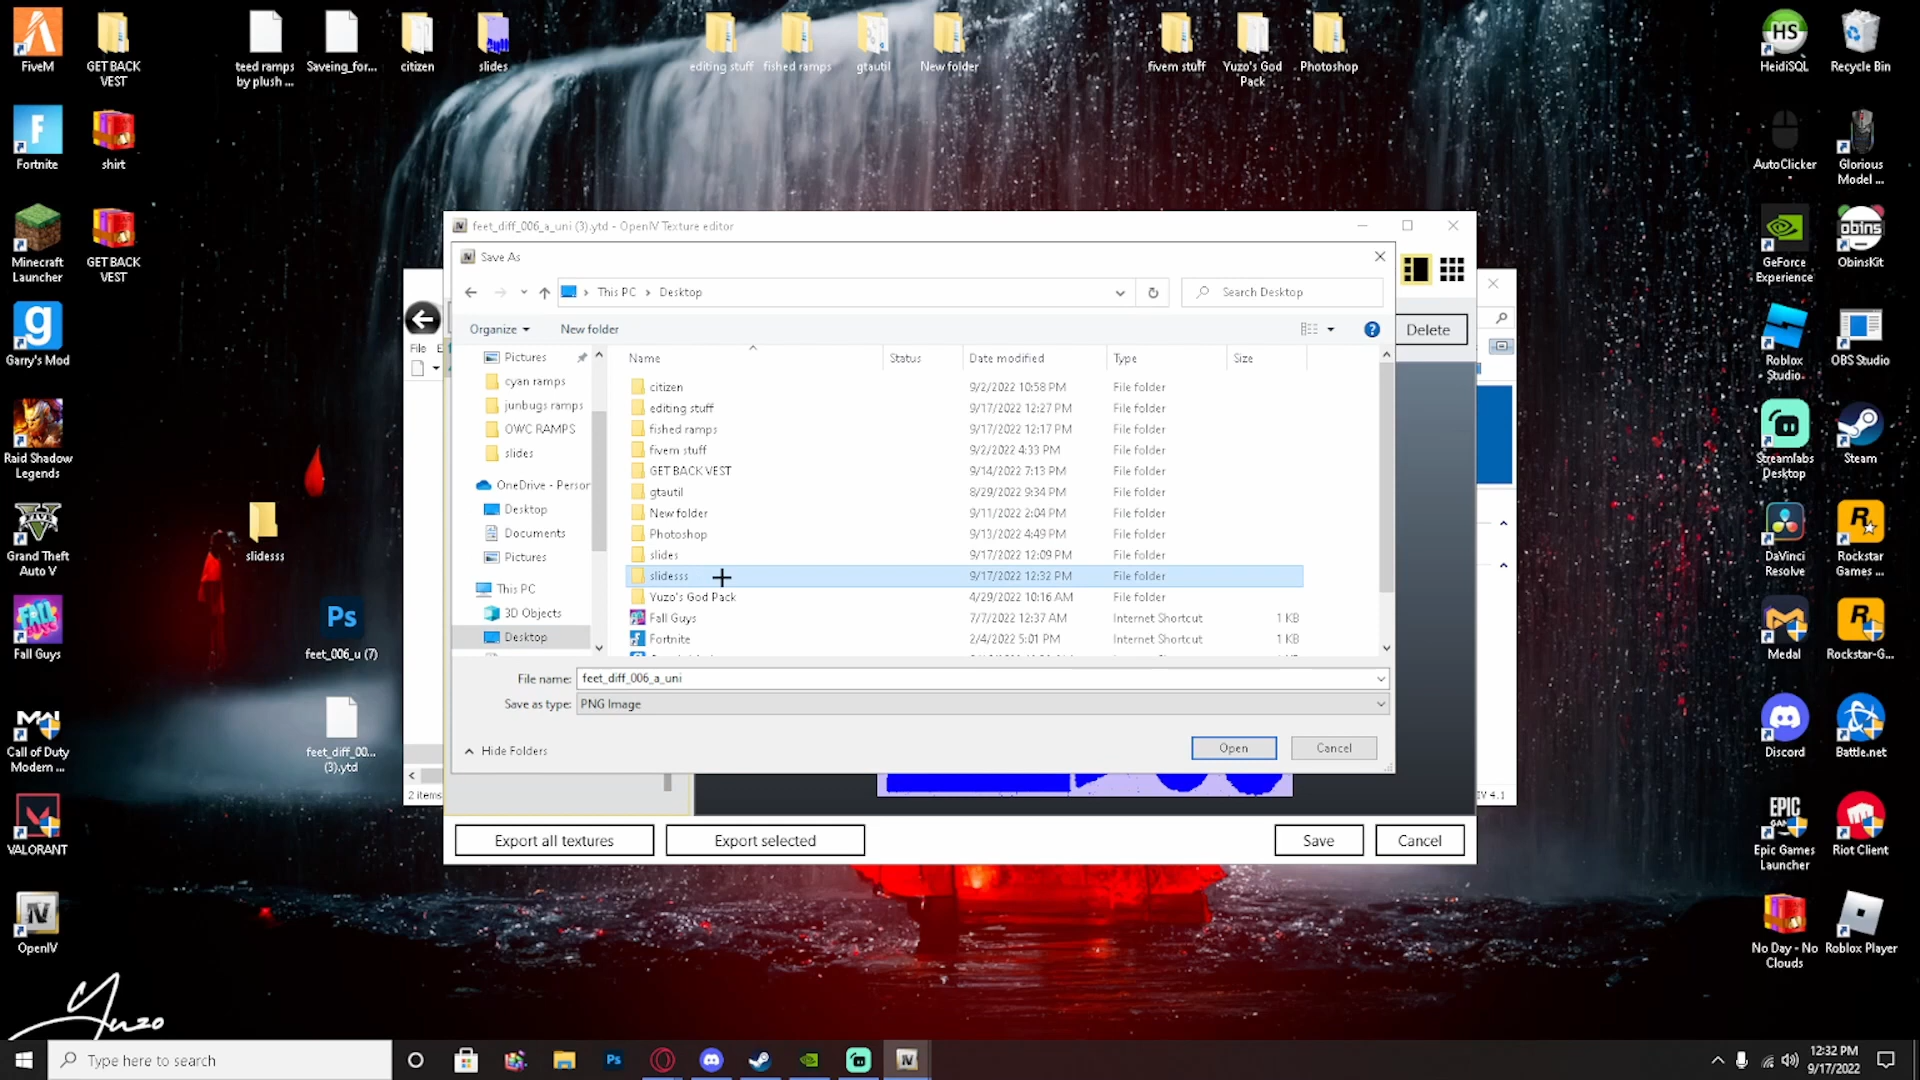 FiveM
GET BACK
VEST
teed ramps
by plush ...
Saveing_for...
citizen
slides
editing stuff
fished ramps
gtautil
New folder
fivem stuff
Yuzo's God
Pack
Photoshop
HeidiSQL
Recycle Bin
Fortnite
shirt
AutoClicker
Glorious
Model ...
Minecraft
Launcher
GET BACK
VEST
GeForce
Experience
ObinsKit
Garry's Mod
Roblox
Studio
OBS Studio
Raid Shadow
Legends
Streamlabs
Desktop
Steam
Grand Theft
Auto V
slidesss
DaVinci
Resolve
Rockstar
Games ...
Fall Guys
Ps
feet_006_u (7)
Medal
Rockstar-G...
Call of Duty
Modern ...
feet_diff_00...
(3).ytd
Discord
Battle.net
VALORANT
Epic Games
Launcher
Riot Client
OpenIV
No Day - No
Clouds
Roblox Player
Yuzo
feet_diff_006_a_uni (3).ytd - OpenIV Texture editor
Save As
This PC
Desktop
Search Desktop
Organize
New folder
Delete
File
Pictures
cyan ramps
junbugs ramps
OWC RAMPS
slides
OneDrive - Person
Desktop
Documents
Pictures
This PC
3D Objects
Desktop
Name Status Date modified Type Size
citizen 9/2/2022 10:58 PM File folder
editing stuff 9/17/2022 12:27 PM File folder
fished ramps 9/17/2022 12:17 PM File folder
fivem stuff 9/2/2022 4:33 PM File folder
GET BACK VEST 9/14/2022 7:13 PM File folder
gtautil 8/29/2022 9:34 PM File folder
New folder 9/11/2022 2:04 PM File folder
Photoshop 9/13/2022 4:49 PM File folder
slides 9/17/2022 12:09 PM File folder
slidesss 9/17/2022 12:32 PM File folder
Yuzo's God Pack 4/29/2022 10:16 AM File folder
Fall Guys 7/7/2022 12:37 AM Internet Shortcut 1 KB
Fortnite 2/4/2022 5:01 PM Internet Shortcut 1 KB
File name: feet_diff_006_a_uni
Save as type: PNG Image
Hide Folders
Open
Cancel
2 items
IV 4.1
Export all textures
Export selected
Save
Cancel
Type here to search
12:32 PM
9/17/2022